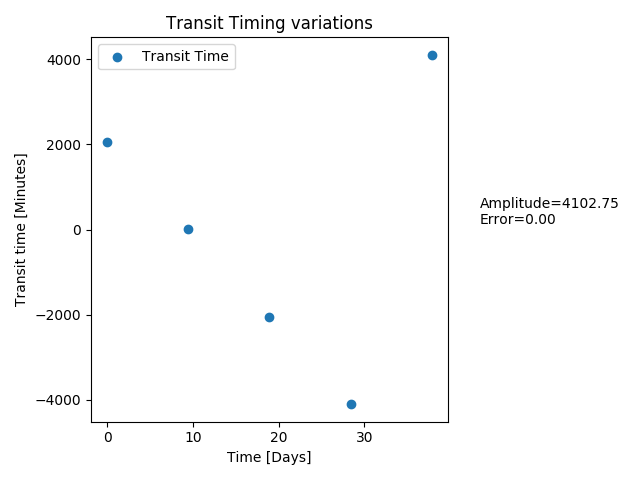 Transit Timing variations
Transit Time
4000
2000
0
−2000
−4000
Transit time [Minutes]
0
10
20
30
Time [Days]
Amplitude=4102.75
Error=0.00